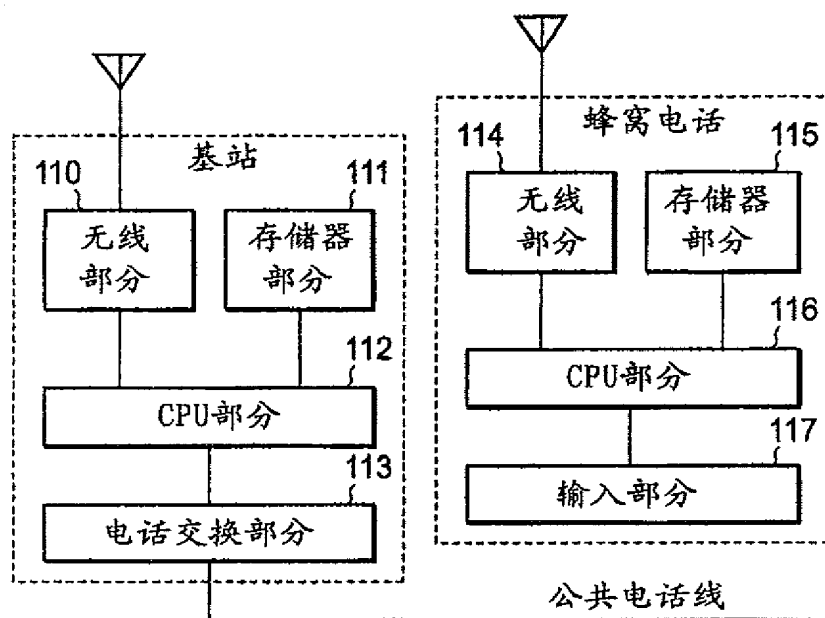 基站
110
111
无线
部分
存储器
部分
112
CPU部分
113
电话交换部分
蜂窝电话
114
115
无线
部分
存储器
部分
116
CPU部分
117
输入部分
公共电话线